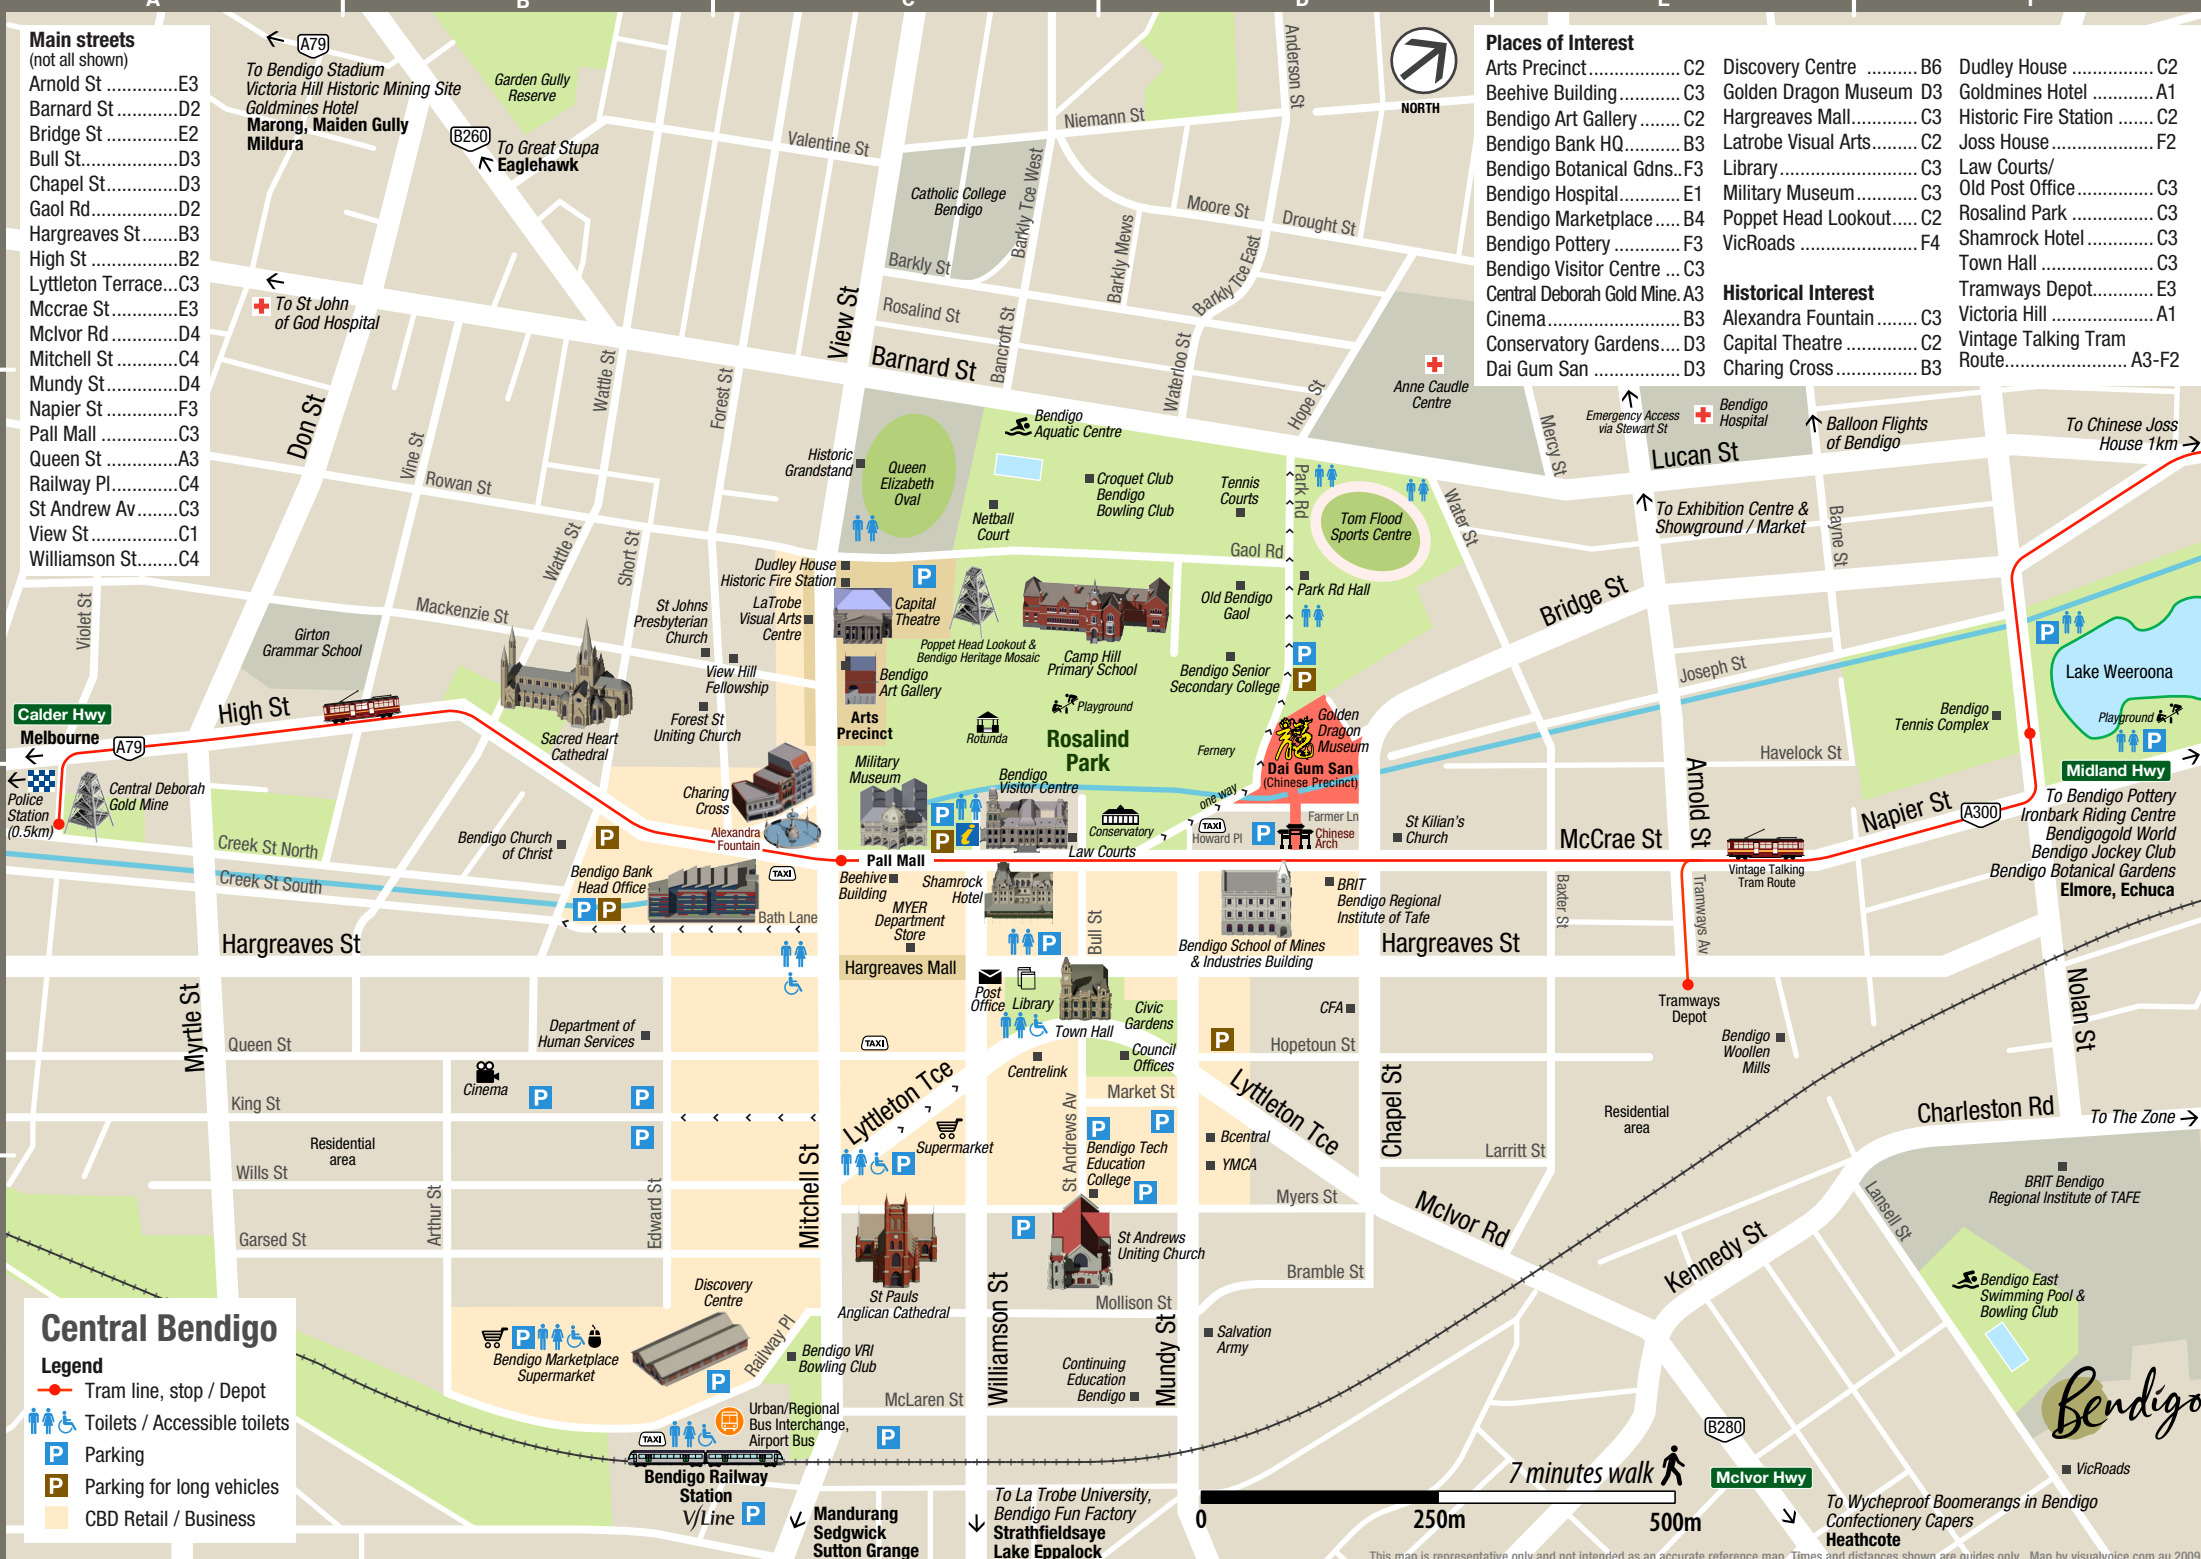 A B C D E F
Main streets
(not all shown)
Arnold St ..............E3
Barnard St ............D2
Bridge St ..............E2
Bull St..................D3
Chapel St..............D3
Gaol Rd................D2
Hargreaves St.......B3
High St ................B2
Lyttleton Terrace...C3
Mccrae St.............E3
McIvor Rd .............D4
Mitchell St ............C4
Mundy St..............D4
Napier St ..............F3
Pall Mall ..............C3
Queen St ..............A3
Railway Pl.............C4
St Andrew Av........C3
View St.................C1
Williamson St........C4
A79
To Bendigo Stadium
Victoria Hill Historic Mining Site
Goldmines Hotel
Marong, Maiden Gully
Mildura
Garden Gully
Reserve
B260
To Great Stupa
Eaglehawk
To St John
of God Hospital
Valentine St
Niemann St
Anderson St
NORTH
Catholic College
Bendigo
Barkly Tce West
Barkly Mews
Moore St
Drought St
Barkly Tce East
Barkly St
Rosalind St
Bancroft St
Waterloo St
View St
Barnard St
Hope St
Anne Caudle
Centre
Places of Interest
Arts Precinct................... C2
Beehive Building............. C3
Bendigo Art Gallery ........ C2
Bendigo Bank HQ........... B3
Bendigo Botanical Gdns..F3
Bendigo Hospital............. E1
Bendigo Marketplace ..... B4
Bendigo Pottery .............. F3
Bendigo Visitor Centre ... C3
Central Deborah Gold Mine. A3
Cinema............................ B3
Conservatory Gardens.... D3
Dai Gum San .................. D3
Discovery Centre .......... B6
Golden Dragon Museum D3
Hargreaves Mall............. C3
Latrobe Visual Arts......... C2
Library............................ C3
Military Museum............. C3
Poppet Head Lookout..... C2
VicRoads ........................ F4
Historical Interest
Alexandra Fountain ........ C3
Capital Theatre .............. C2
Charing Cross................. B3
Dudley House ................. C2
Goldmines Hotel ............. A1
Historic Fire Station ....... C2
Joss House..................... F2
Law Courts/
Old Post Office................ C3
Rosalind Park ................. C3
Shamrock Hotel.............. C3
Town Hall ....................... C3
Tramways Depot............. E3
Victoria Hill ..................... A1
Vintage Talking Tram
Route.......................... A3-F2
Don St
Vine St
Wattle St
Forest St
Rowan St
Wattle St
Short St
Mackenzie St
Violet St
Girton
Grammar School
Historic
Grandstand
Queen
Elizabeth
Oval
Bendigo
Aquatic Centre
Netball
Court
Croquet Club
Bendigo
Bowling Club
Tennis
Courts
Park Rd
Gaol Rd
Tom Flood
Sports Centre
Water St
Mercy St
Emergency Access
via Stewart St
Bendigo
Hospital
Balloon Flights
of Bendigo
To Chinese Joss
House 1km
Lucan St
To Exhibition Centre &
Showground / Market
Bayne St
Bridge St
Dudley House
Historic Fire Station
LaTrobe
Visual Arts
Centre
Capital
Theatre
P
St Johns
Presbyterian
Church
View Hill
Fellowship
Forest St
Uniting Church
Bendigo
Art Gallery
Arts
Precinct
Poppet Head Lookout &
Bendigo Heritage Mosaic
Camp Hill
Primary School
Old Bendigo
Gaol
Park Rd Hall
Bendigo Senior
Secondary College
P
P
Playground
Rotunda
Rosalind
Park
Fernery
Golden
Dragon
Museum
Dai Gum San
(Chinese Precinct)
one way
Joseph St
Havelock St
Bendigo
Tennis Complex
P
Lake Weeroona
Playground
P
Calder Hwy
Melbourne
High St
A79
Police
Station
(0.5km)
Central Deborah
Gold Mine
Sacred Heart
Cathedral
Charing
Cross
Alexandra
Fountain
Military
Museum
Bendigo
Visitor Centre
P
P
i
Conservatory
Law Courts
TAXI
Howard Pl
P
Farmer Ln
Chinese
Arch
St Kilian's
Church
McCrae St
Arnold St
Napier St
A300
Midland Hwy
To Bendigo Pottery
Ironbark Riding Centre
Bendigogold World
Bendigo Jockey Club
Bendigo Botanical Gardens
Elmore, Echuca
Vintage Talking
Tram Route
Creek St North
Creek St South
Bendigo Church
of Christ
P
Bendigo Bank
Head Office
P P
TAXI
Bath Lane
Pall Mall
Beehive
Building
Shamrock
Hotel
MYER
Department
Store
P
Bull St
Bendigo School of Mines
& Industries Building
BRIT
Bendigo Regional
Institute of Tafe
Baxter St
Tramways Av
Hargreaves St
Hargreaves St
Hargreaves Mall
Post
Office
Library
Town Hall
Civic
Gardens
CFA
Tramways
Depot
Bendigo
Woollen
Mills
Nolan St
Myrtle St
Queen St
Department of
Human Services
TAXI
Centrelink
Council
Offices
P
Hopetoun St
Cinema
P
P
P
King St
Lyttleton Tce
Supermarket
P
Market St
P
P
Lyttleton Tce
Chapel St
Residential
area
Charleston Rd
To The Zone
Residential
area
Wills St
Arthur St
Edward St
Mitchell St
St Andrews Av
Bendigo Tech
Education
College
P
Bcentral
YMCA
Larritt St
Myers St
McIvor Rd
Lansell St
BRIT Bendigo
Regional Institute of TAFE
Garsed St
P
St Andrews
Uniting Church
Bramble St
Kennedy St
St Pauls
Anglican Cathedral
Williamson St
Mollison St
Mundy St
Salvation
Army
Bendigo East
Swimming Pool &
Bowling Club
Discovery
Centre
Railway Pl
P
Bendigo Marketplace
Supermarket
P
Bendigo VRI
Bowling Club
McLaren St
Continuing
Education
Bendigo
Urban/Regional
Bus Interchange,
Airport Bus
TAXI
P
Bendigo Railway
Station
V/Line
P
Mandurang
Sedgwick
Sutton Grange
To La Trobe University,
Bendigo Fun Factory
Strathfieldsaye
Lake Eppalock
7 minutes walk
0 250m 500m
B280
McIvor Hwy
To Wycheproof Boomerangs in Bendigo
Confectionery Capers
Heathcote
Bendigo
VicRoads
Central Bendigo
Legend
Tram line, stop / Depot
Toilets / Accessible toilets
P Parking
P Parking for long vehicles
CBD Retail / Business
This map is representative only and not intended as an accurate reference map. Times and distances shown are guides only. Map by visualvoice.com.au 2009